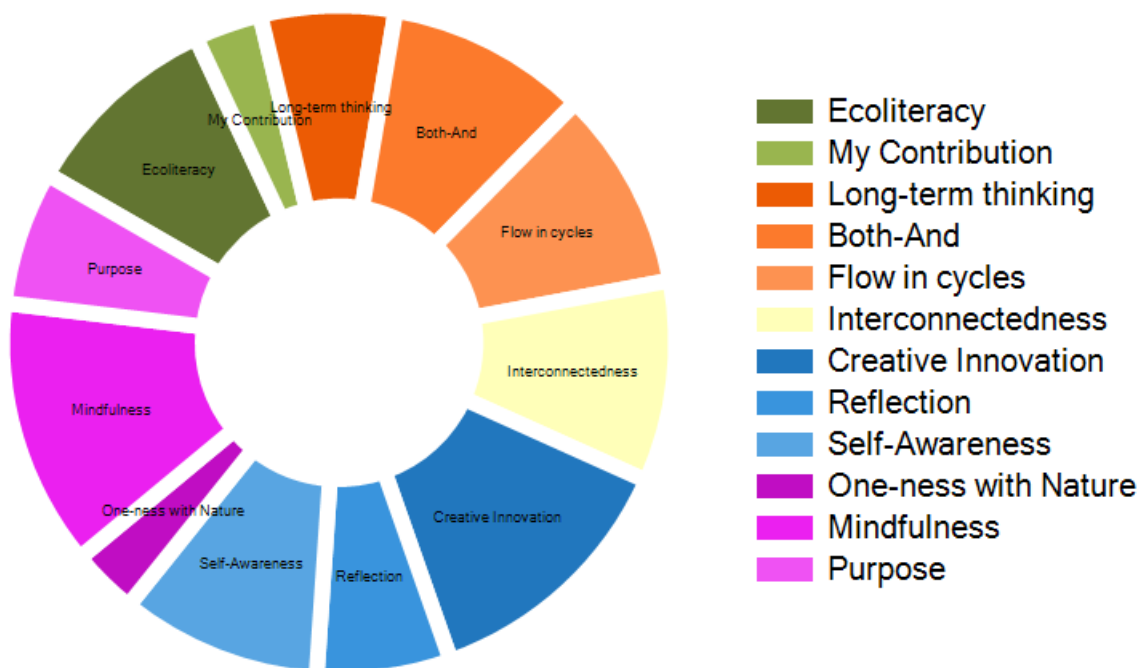 Long-term thinking
My Contribution
Both-And
Ecoliteracy
Flow in cycles
Purpose
Interconnectedness
Mindfulness
One-ness with Nature
Creative Innovation
Self-Awareness
Reflection
Ecoliteracy
My Contribution
Long-term thinking
Both-And
Flow in cycles
Interconnectedness
Creative Innovation
Reflection
Self-Awareness
One-ness with Nature
Mindfulness
Purpose